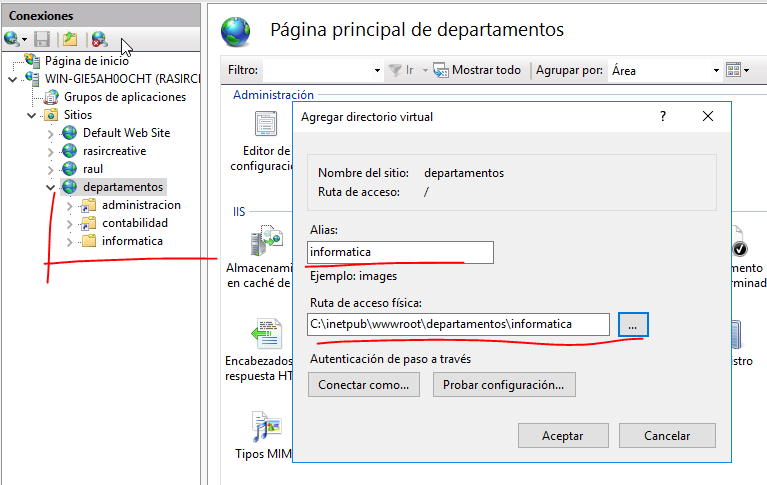 Conexiones
Página de inicio
WIN-GIE5AH0OCHT (RASIRCI
Grupos de aplicaciones
Sitios
Default Web Site
rasircreative
raul
departamentos
administracion
contabilidad
informatica
Página principal de departamentos
Filtro:
Ir
Mostrar todo
Agrupar por:
Área
Administración
Editor de
configuració
IIS
Almacenami
en caché de
Encabezados
respuesta HT
Tipos MIM
Agregar directorio virtual
?
Nombre del sitio: departamentos
Ruta de acceso: /
Alias:
informatica
Ejemplo: images
Ruta de acceso física:
C:\inetpub\wwwroot\departamentos\informatica
...
Autenticación de paso a través
Conectar como...
Probar configuración...
Aceptar
Cancelar
mento
erminad
istro